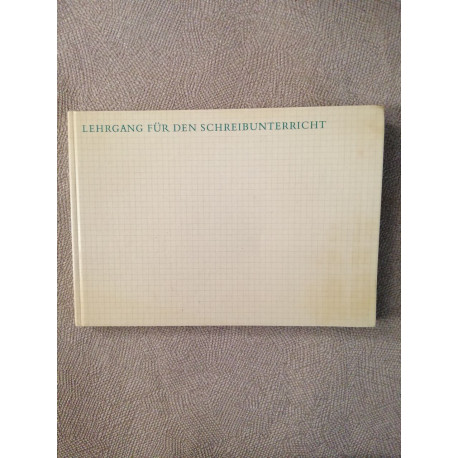 LEHRGANG FÜR DEN SCHREIBUNTERRICHT